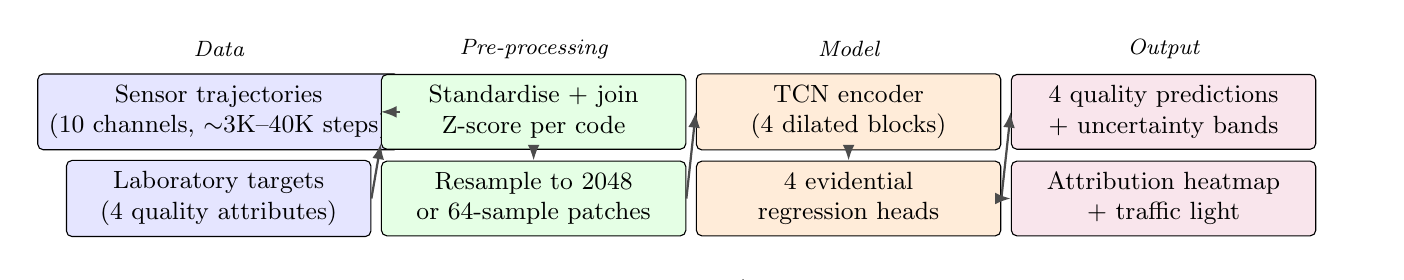 Data
Sensor trajectories
(10 channels, ~3K–40K steps
Laboratory targets
(4 quality attributes)
Pre-processing
Standardise + join
Z-score per code
Resample to 2048
or 64-sample patches
Model
TCN encoder
(4 dilated blocks)
4 evidential
regression heads
Output
4 quality predictions
+ uncertainty bands
Attribution heatmap
+ traffic light